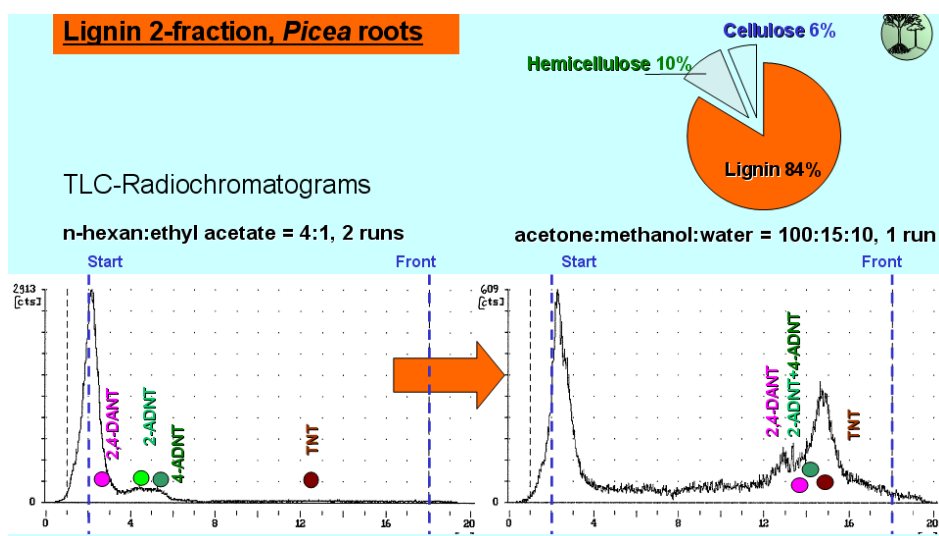 Lignin 2-fraction, Picea roots
Cellulose 6%
Hemicellulose 10%
Lignin 84%
TLC-Radiochromatograms
n-hexan:ethyl acetate = 4:1, 2 runs
acetone:methanol:water = 100:15:10, 1 run
Start
Front
Start
Front
2913
[cts]
2,4-DANT
2-ADNT
4-ADNT
TNT
0
0 4 8 12 16 20
609
[cts]
2,4-DANT
2-ADNT+4-ADNT
TNT
0
0 4 8 12 16 20